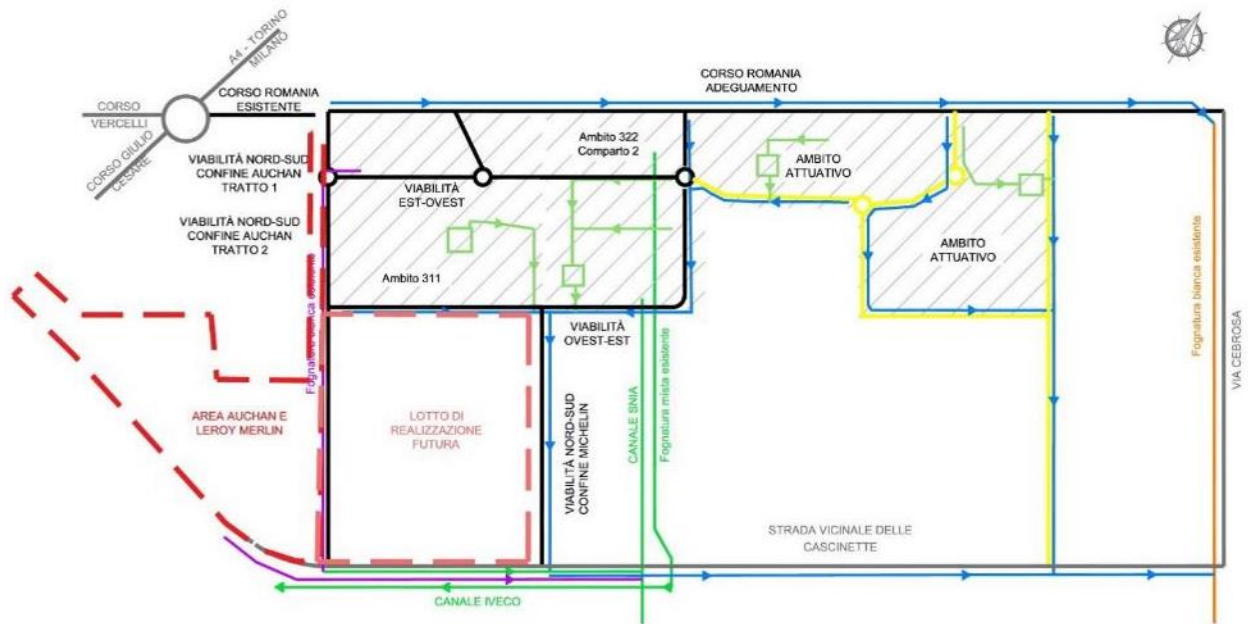 A4 - TORINO
MILANO
CORSO
VERCELLI
CORSO GIULIO
CESARE
CORSO ROMANIA
ESISTENTE
CORSO ROMANIA
ADEGUAMENTO
VIABILITÀ NORD-SUD
CONFINE AUCHAN
TRATTO 1
VIABILITÀ NORD-SUD
CONFINE AUCHAN
TRATTO 2
VIABILITÀ
EST-OVEST
Ambito 322
Comparto 2
AMBITO
ATTUATIVO
AMBITO
ATTUATIVO
Ambito 311
VIABILITÀ
OVEST-EST
Fognatura bianca esistente
AREA AUCHAN E
LEROY MERLIN
LOTTO DI
REALIZZAZIONE
FUTURA
VIABILITÀ NORD-SUD
CONFINE MICHELIN
CANALE SNIA
Fognatura mista esistente
Fognatura bianca esistente
VIA CEBROSA
STRADA VICINALE DELLE
CASCINETTE
CANALE IVECO